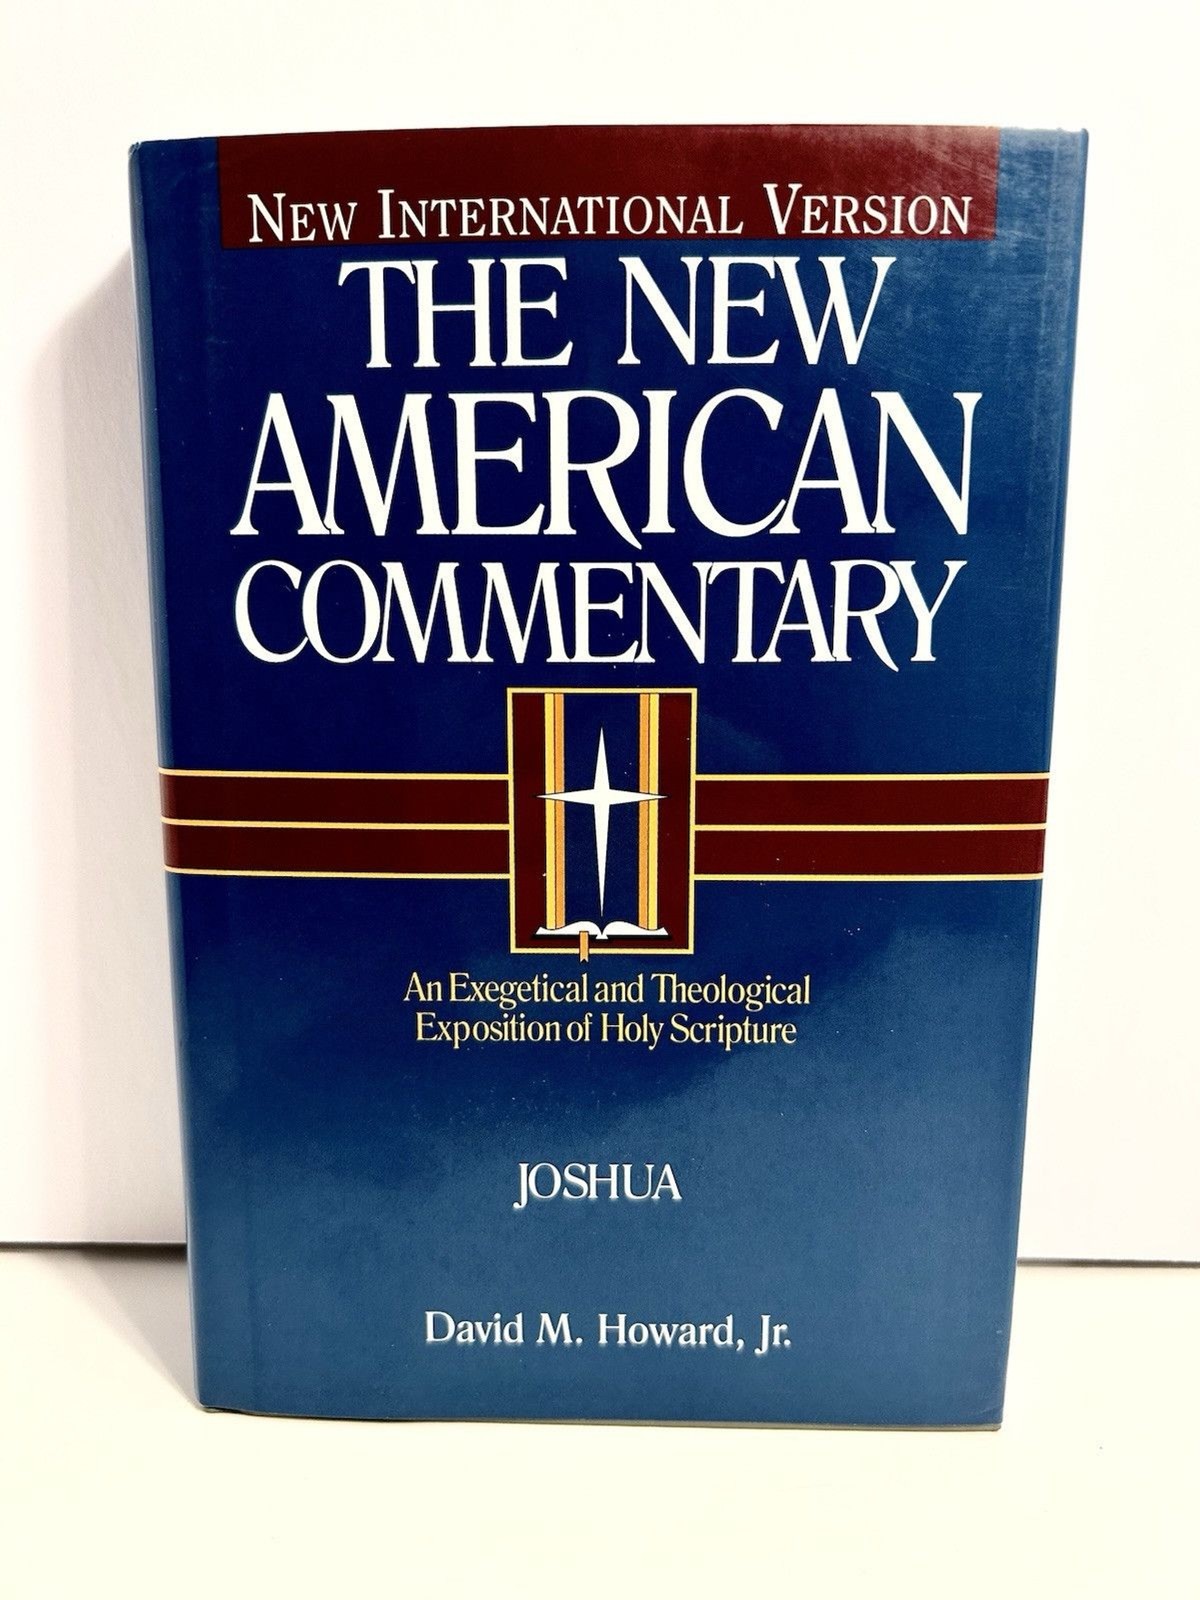 NEW INTERNATIONAL VERSION
THE NEW
AMERICAN
COMMENTARY
An Exegetical and Theological
Exposition of Holy Scripture
JOSHUA
David M. Howard, Jr.